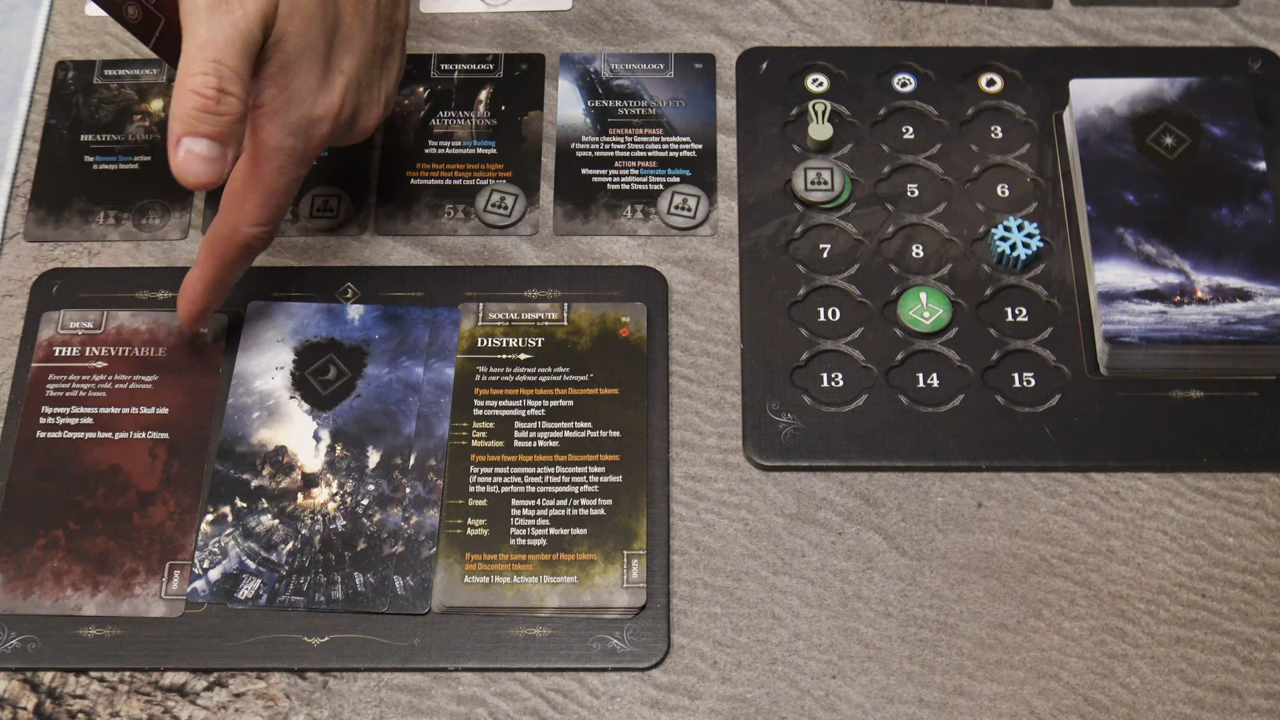 TECHNOLOGY
HEATING LAMPS
The Remove Snow action
is always heated.
4
TECHNOLOGY
ADVANCED
AUTOMATONS
You may use any Building
with an Automaton Meeple.
If the Heat marker level is higher
than the red Heat Range indicator level:
Automatons do not cost Coal to use.
5
TECHNOLOGY
GENERATOR SAFETY
SYSTEM
GENERATOR PHASE:
Before checking for Generator breakdown,
if there are 2 or fewer Stress cubes on the overflow
space, remove those cubes without any effect.
ACTION PHASE:
Whenever you use the Generator Building,
remove an additional Stress cube
from the Stress track.
4
2
3
5
6
7
8
10
12
13
14
15
DUSK
THE INEVITABLE
Every day we fight a bitter struggle
against hunger, cold, and disease.
There will be losses.
Flip every Sickness marker on its Skull side
to its Syringe side.
For each Corpse you have, gain 1 sick Citizen.
D006
SOCIAL DISPUTE
DISTRUST
"We have to distrust each other.
It is our only defense against betrayal."
If you have more Hope tokens than Discontent tokens:
You may exhaust 1 Hope to perform
the corresponding effect:
Justice: Discard 1 Discontent token.
Care: Build an upgraded Medical Post for free.
Motivation: Reuse a Worker.
If you have fewer Hope tokens than Discontent tokens:
For your most common active Discontent token
(if none are active, Greed; if tied for most, the earliest
in the list), perform the corresponding effect:
Greed: Remove 4 Coal and / or Wood from
the Map and place it in the bank.
Anger: 1 Citizen dies.
Apathy: Place 1 Spent Worker token
in the supply.
If you have the same number of Hope tokens
and Discontent tokens:
Activate 1 Hope. Activate 1 Discontent.
SD06